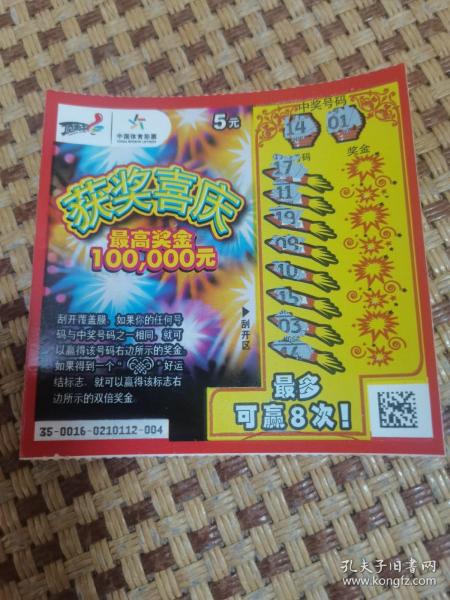 中国体育彩票
CHINA SPORTS LOTTERY
5元
获奖喜庆
最高奖金
100,000元
刮开覆盖膜，如果你的任何号
码与中奖号码之一相同，就可
以赢得该号码右边所示的奖金。
如果得到一个“ ”好运
结标志，就可以赢得该标志右
边所示的双倍奖金。
35-0016-0210112-004
刮开区
中奖号码
14 01
号码
奖金
17
11
19
08
10
15
03
最多
可赢8次！
孔夫子旧书网
www.kongfz.com